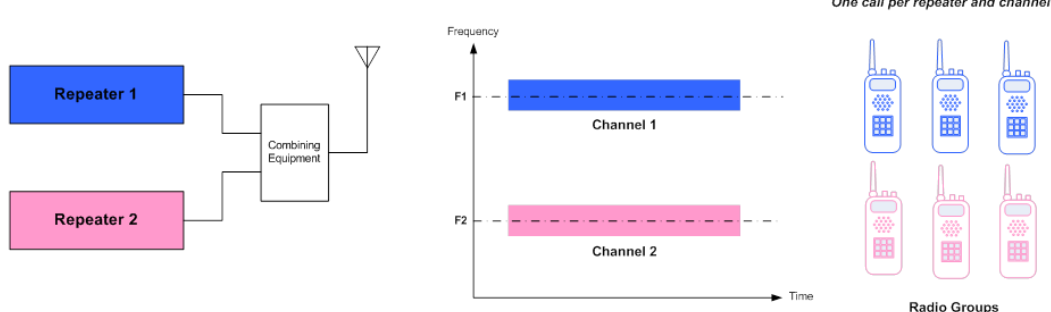 One call per repeater and channel
Repeater 1
Repeater 2
Combining
Equipment
Frequency
F1
Channel 1
F2
Channel 2
Time
Radio Groups